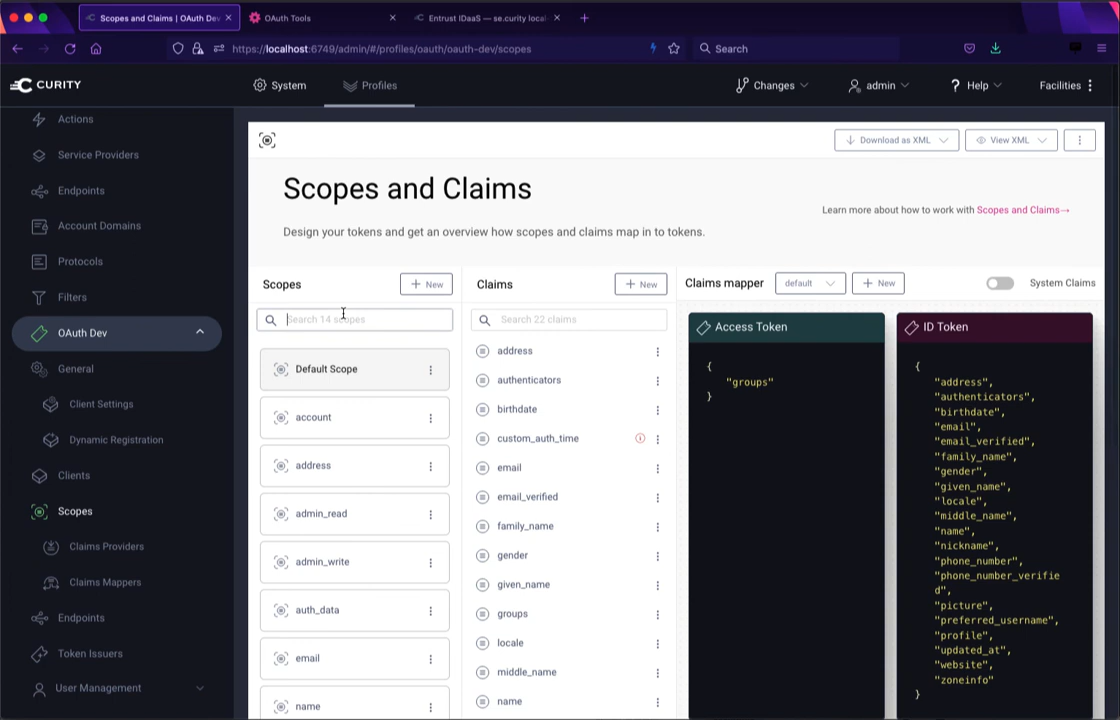 Scopes and Claims | OAuth Dev
OAuth Tools
Entrust IDaaS — se.curity local
https://localhost:6749/admin/#/profiles/oauth/oauth-dev/scopes
Search
CURITY
System
Profiles
Changes
admin
Help
Facilities
Actions
Service Providers
Endpoints
Account Domains
Protocols
Filters
OAuth Dev
General
Client Settings
Dynamic Registration
Clients
Scopes
Claims Providers
Claims Mappers
Endpoints
Token Issuers
User Management
Download as XML
View XML
Scopes and Claims
Learn more about how to work with Scopes and Claims→
Design your tokens and get an overview how scopes and claims map in to tokens.
Scopes
+ New
Search 14 scopes
Default Scope
account
address
admin_read
admin_write
auth_data
email
name
Claims
+ New
Search 22 claims
address
authenticators
birthdate
custom_auth_time
email
email_verified
family_name
gender
given_name
groups
locale
middle_name
name
Claims mapper
default
+ New
System Claims
Access Token
{
"groups"
}
ID Token
{
"address",
"authenticators",
"birthdate",
"email",
"email_verified",
"family_name",
"gender",
"given_name",
"locale",
"middle_name",
"name",
"nickname",
"phone_number",
"phone_number_verifie
d",
"picture",
"preferred_username",
"profile",
"updated_at",
"website",
"zoneinfo"
}